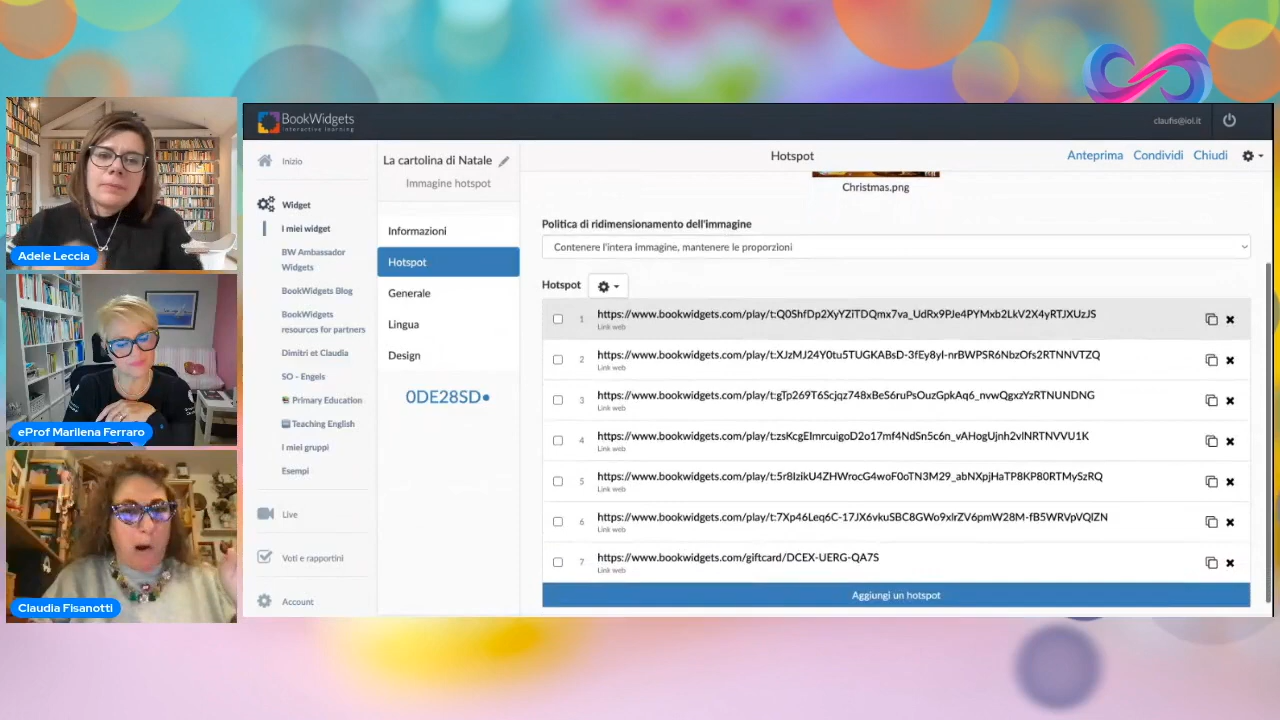 Adele Leccia
eProf Marilena Ferraro
Claudia Fisanotti
BookWidgets
interactive learning
claufis@iol.it
Inizio
Widget
I miei widget
BW Ambassador
Widgets
BookWidgets Blog
BookWidgets
resources for partners
Dimitri et Claudia
SO - Engels
Primary Education
Teaching English
I miei gruppi
Esempi
Live
Voti e rapportini
Account
La cartolina di Natale
Immagine hotspot
Informazioni
Hotspot
Generale
Lingua
Design
0DE28SD•
Hotspot
Anteprima Condividi Chiudi
Christmas.png
Politica di ridimensionamento dell'immagine
Contenere l'intera immagine, mantenere le proporzioni
Hotspot
1 https://www.bookwidgets.com/play/t:Q0ShfDp2XyYZiTDQmx7va_UdRx9PJe4PYMxb2LkV2X4yRTJXUzJS
Link web
2 https://www.bookwidgets.com/play/t:XJzMJ24Y0tu5TUGKABsD-3fEy8yI-nrBWPSR6NbzOfs2RTNNVTZQ
Link web
3 https://www.bookwidgets.com/play/t:gTp269T6Scjqz748xBeS6ruPsOuzGpkAq6_nvwQgxzYzRTNUNDNG
Link web
4 https://www.bookwidgets.com/play/t:zsKcgEImrcuigoD2o17mf4NdSn5c6n_vAHogUjnh2vlNRTNVVU1K
Link web
5 https://www.bookwidgets.com/play/t:5r8IzikU4ZHWrocG4woF0oTN3M29_abNXpjHaTP8KP80RTMySzRQ
Link web
6 https://www.bookwidgets.com/play/t:7Xp46Leq6C-17JX6vkuSBC8GWo9xlrZV6pmW28M-fB5WRVpVQlZN
Link web
7 https://www.bookwidgets.com/giftcard/DCEX-UERG-QA7S
Link web
Aggiungi un hotspot